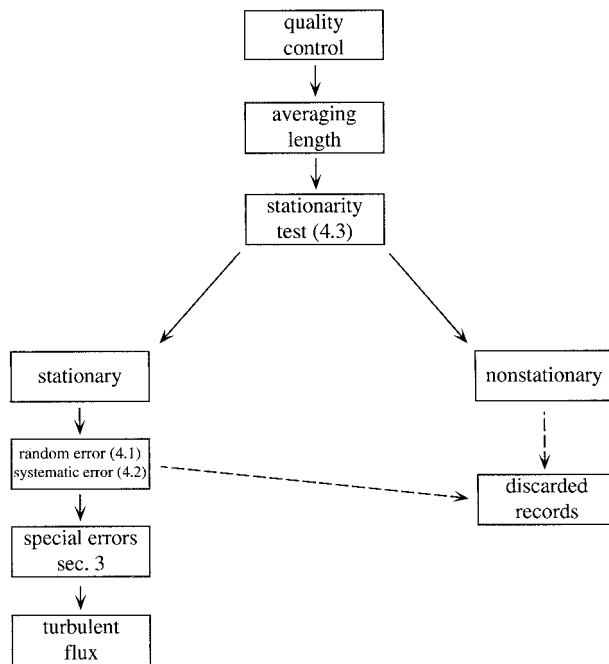 quality
control
averaging
length
stationarity
test (4.3)
stationary
nonstationary
random error (4.1)
systematic error (4.2)
discarded
records
special errors
sec. 3
turbulent
flux